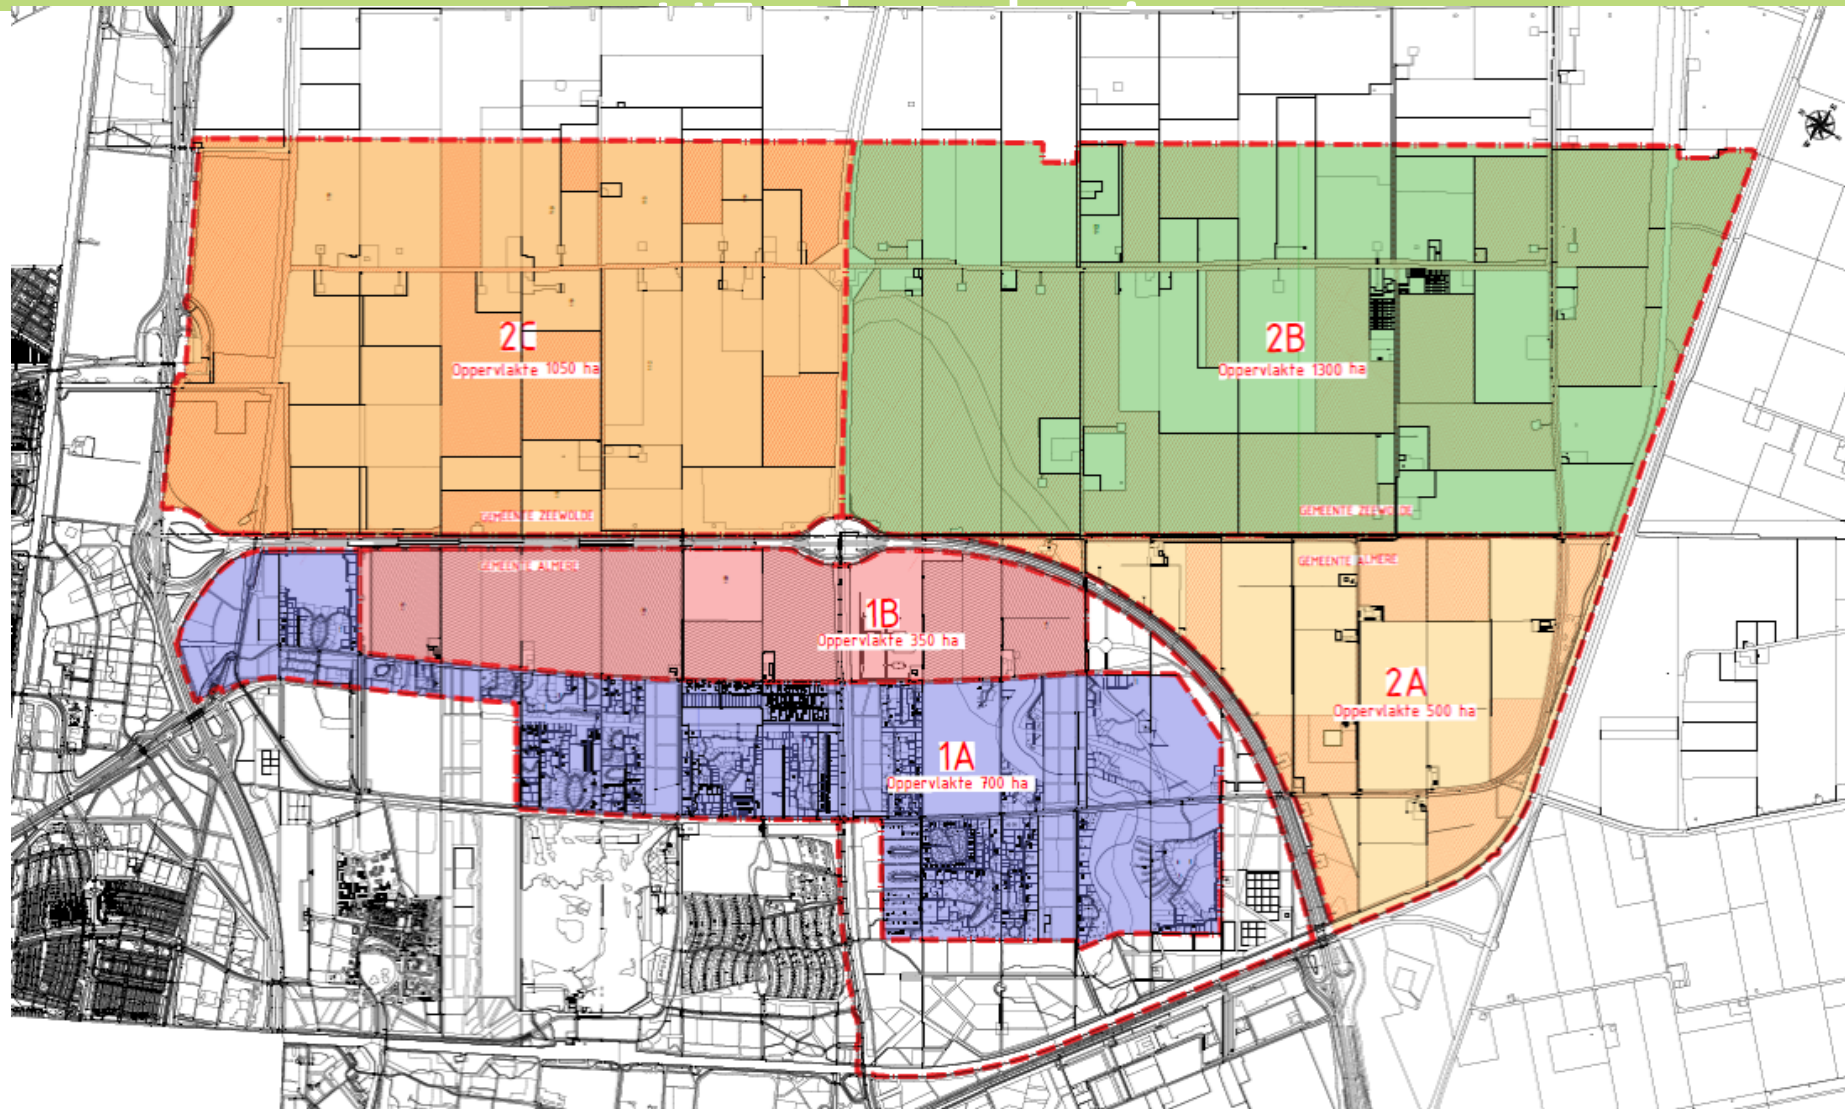 2C
Oppervlakte 1050 ha
2B
Oppervlakte 1300 ha
GEMEENTE ZEEWOLDE
GEMEENTE ZEEWOLDE
GEMEENTE ALMERE
GEMEENTE ALMERE
1B
Oppervlakte 350 ha
2A
Oppervlakte 500 ha
1A
Oppervlakte 700 ha